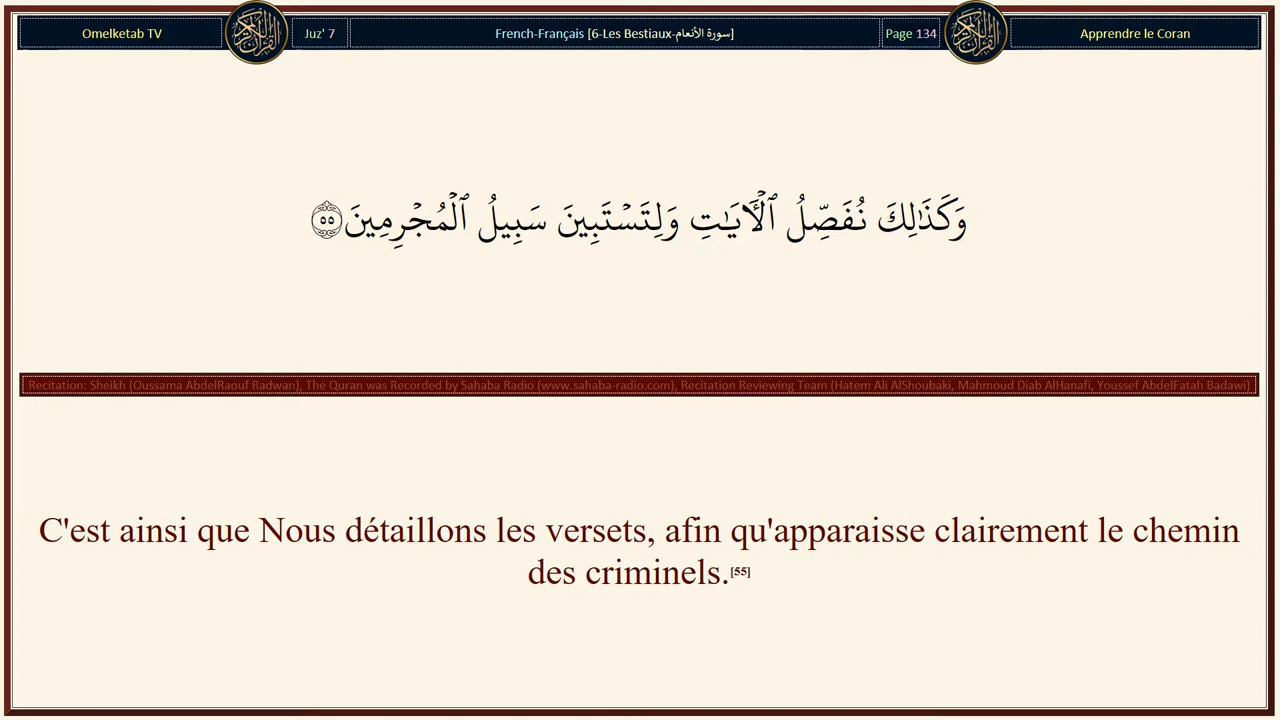 Omelketab TV
Juz' 7
French-Français [6-Les Bestiaux-سورة الأنعام]
Page 134
Apprendre le Coran
وَكَذَٰلِكَ نُفَصِّلُ ٱلْأٓيَـٰتِ وَلِتَسْتَبِينَ سَبِيلُ ٱلْمُجْرِمِينَ ٥٥
Recitation: Sheikh (Oussama AbdelRaouf Radwan), The Quran was Recorded by Sahaba Radio (www.sahaba-radio.com), Recitation Reviewing Team (Hatem Ali AlShoubaki, Mahmoud Diab AlHanafi, Youssef AbdelFatah Badawi)
C'est ainsi que Nous détaillons les versets, afin qu'apparaisse clairement le chemin
des criminels.[55]